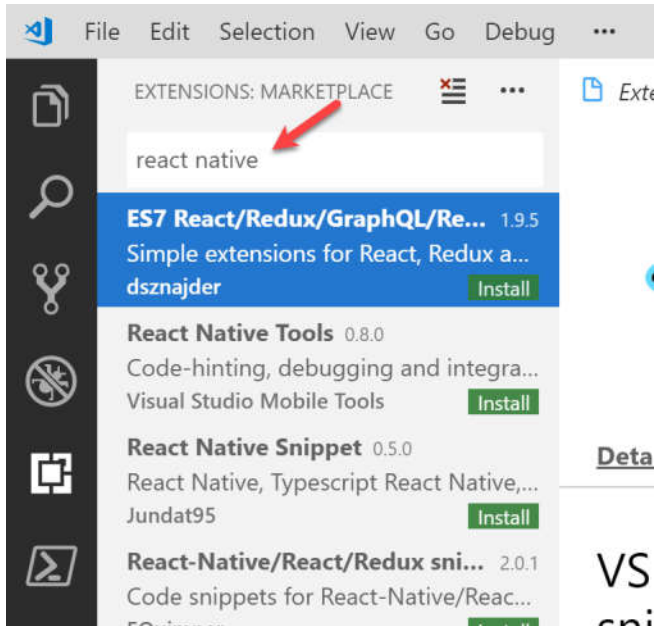 File Edit Selection View Go Debug ...
EXTENSIONS: MARKETPLACE
react native
ES7 React/Redux/GraphQL/Re... 1.9.5
Simple extensions for React, Redux a...
dsznajder Install
React Native Tools 0.8.0
Code-hinting, debugging and integra...
Visual Studio Mobile Tools Install
React Native Snippet 0.5.0
React Native, Typescript React Native,...
Jundat95 Install
React-Native/React/Redux sni... 2.0.1
Code snippets for React-Native/Reac...
Exte
Deta
VS